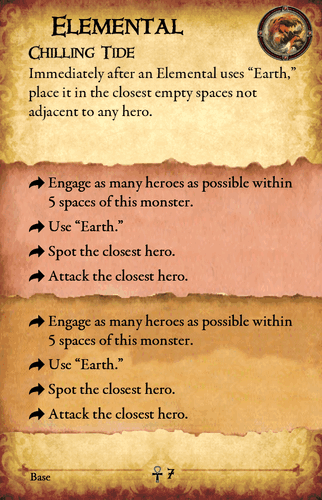 Elemental
Chilling Tide
Immediately after an Elemental uses “Earth,”
place it in the closest empty spaces not
adjacent to any hero.
Engage as many heroes as possible within
5 spaces of this monster.
Use “Earth.”
Spot the closest hero.
Attack the closest hero.
Engage as many heroes as possible within
5 spaces of this monster.
Use “Earth.”
Spot the closest hero.
Attack the closest hero.
Base
7